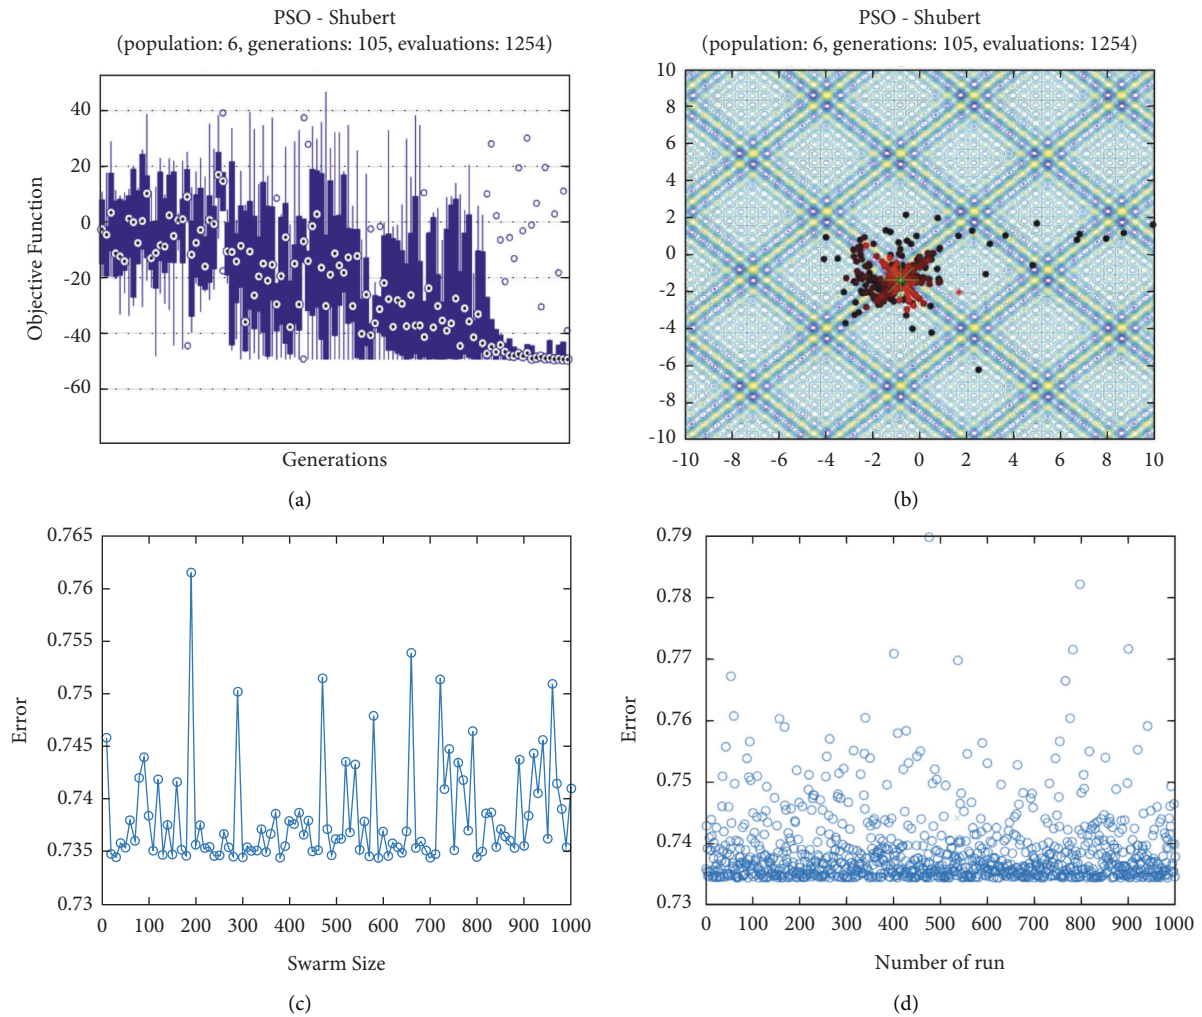 PSO - Shubert
(population: 6, generations: 105, evaluations: 1254)
40
20
0
-20
-40
-60
Objective Function
Generations
(a)
PSO - Shubert
(population: 6, generations: 105, evaluations: 1254)
10
8
6
4
2
0
-2
-4
-6
-8
-10
-10 -8 -6 -4 -2 0 2 4 6 8 10
(b)
0.765
0.76
0.755
0.75
0.745
0.74
0.735
0.73
Error
0 100 200 300 400 500 600 700 800 900 1000
Swarm Size
(c)
0.79
0.78
0.77
0.76
0.75
0.74
0.73
Error
0 100 200 300 400 500 600 700 800 900 1000
Number of run
(d)